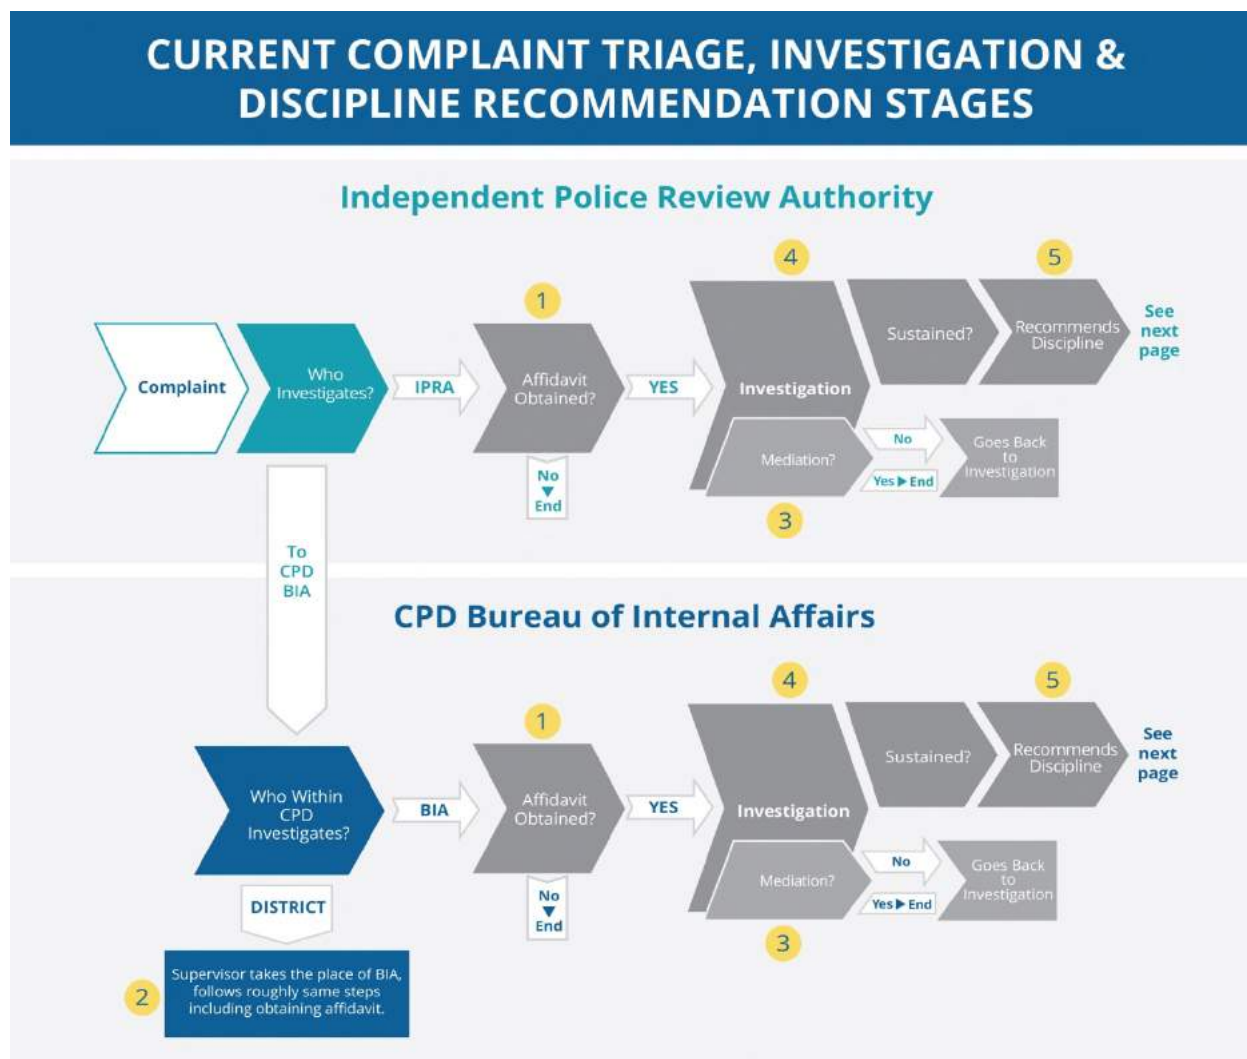 CURRENT COMPLAINT TRIAGE, INVESTIGATION &
DISCIPLINE RECOMMENDATION STAGES
Independent Police Review Authority
Complaint
Who
Investigates?
IPRA
1
Affidavit
Obtained?
No
▼
End
YES
4
Investigation
Mediation?
3
No
Yes ▶ End
Goes Back
to
Investigation
Sustained?
5
Recommends
Discipline
See
next
page
To
CPD
BIA
CPD Bureau of Internal Affairs
Who Within
CPD
Investigates?
BIA
1
Affidavit
Obtained?
No
▼
End
YES
4
Investigation
Mediation?
3
No
Yes ▶ End
Goes Back
to
Investigation
Sustained?
5
Recommends
Discipline
See
next
page
DISTRICT
2
Supervisor takes the place of BIA,
follows roughly same steps
including obtaining affidavit.